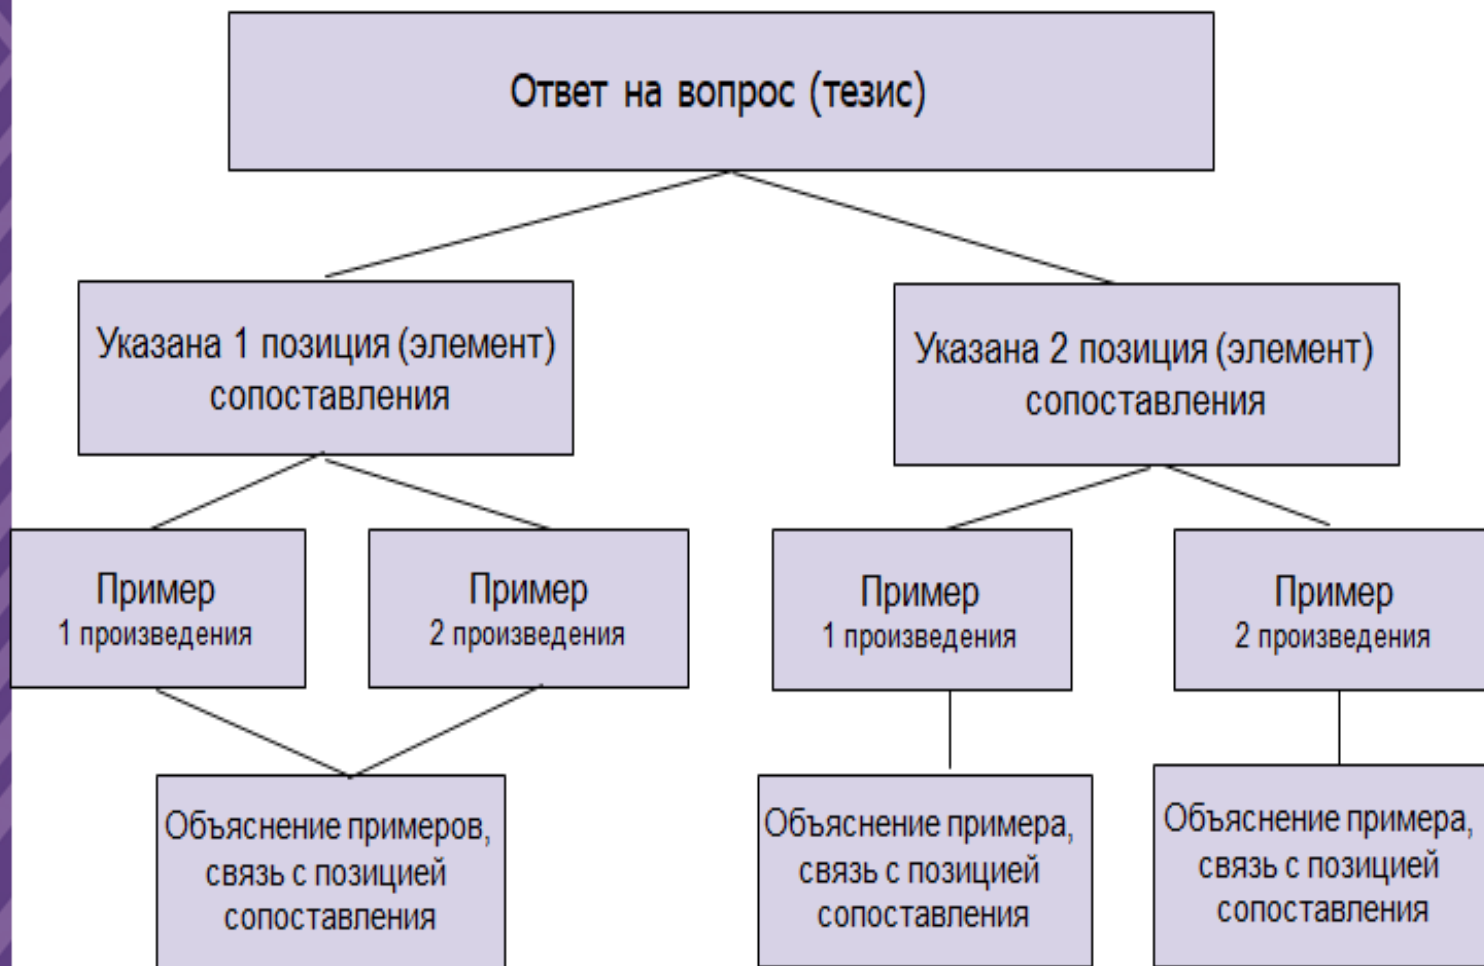 Ответ на вопрос (тезис)
Указана 1 позиция (элемент)
сопоставления
Указана 2 позиция (элемент)
сопоставления
Пример
1 произведения
Пример
2 произведения
Пример
1 произведения
Пример
2 произведения
Объяснение примеров,
связь с позицией
сопоставления
Объяснение примера,
связь с позицией
сопоставления
Объяснение примера,
связь с позицией
сопоставления